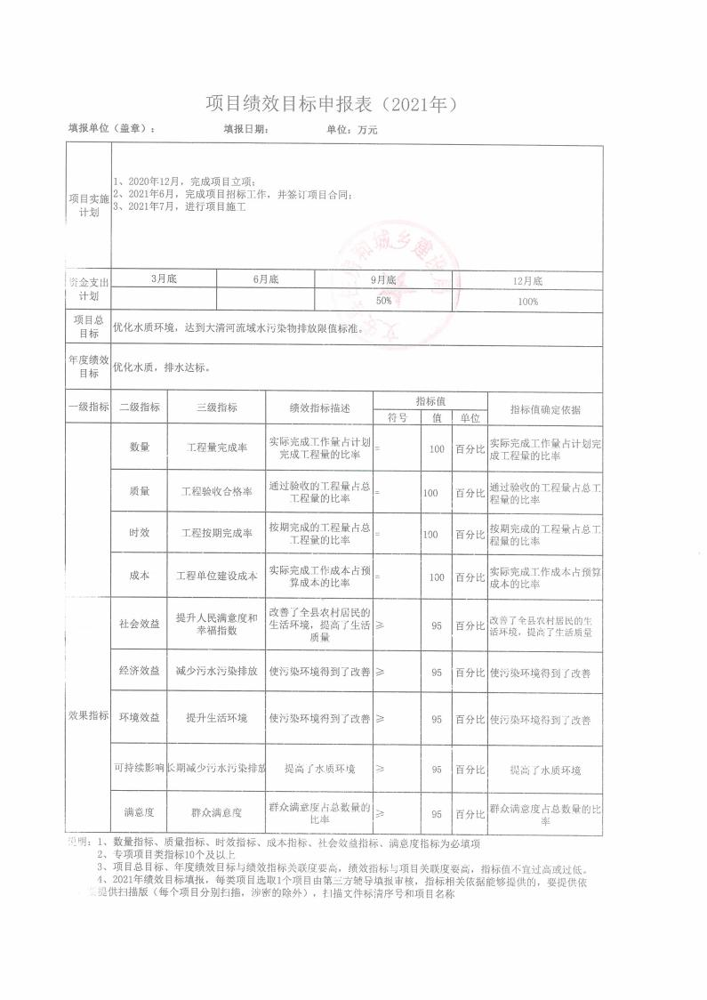 项目绩效目标申报表（2021年）
填报单位（盖章）： 填报日期： 单位：万元
项目实施计划
1、2020年12月，完成项目立项；
2、2021年6月，完成项目招标工作，并签订项目合同；
3、2021年7月，进行项目施工
资金支出计划 3月底 6月底 9月底 12月底
50% 100%
项目总目标 优化水质环境，达到大清河流域水污染物排放限值标准。
年度绩效目标 优化水质，排水达标。
一级指标 二级指标 三级指标 绩效指标描述 指标值 指标值确定依据
符号 值 单位
数量 工程量完成率 实际完成工作量占计划完成工程量的比率 = 100 百分比 实际完成工作量占计划完成工程量的比率
质量 工程验收合格率 通过验收的工程量占总工程量的比率 = 100 百分比 通过验收的工程量占总工程量的比率
时效 工程按期完成率 按期完成的工程量占总工程量的比率 = 100 百分比 按期完成的工程量占总工程量的比率
成本 工程单位建设成本 实际完成工作成本占预算成本的比率 = 100 百分比 实际完成工作成本占预算成本的比率
效果指标
社会效益 提升人民满意度和幸福指数 改善了全县农村居民的生活环境，提高了生活质量 ≥ 95 百分比 改善了全县农村居民的生活环境，提高了生活质量
经济效益 减少污水污染排放 使污染环境得到了改善 ≥ 95 百分比 使污染环境得到了改善
环境效益 提升生活环境 使污染环境得到了改善 ≥ 95 百分比 使污染环境得到了改善
可持续影响 长期减少污水污染排放 提高了水质环境 ≥ 95 百分比 提高了水质环境
满意度 群众满意度 群众满意度占总数量的比率 ≥ 95 百分比 群众满意度占总数量的比率
说明：1、数量指标、质量指标、时效指标、成本指标、社会效益指标、满意度指标为必填项
2、专项项目类指标10个及以上
3、项目总目标、年度绩效目标与绩效指标关联度要高，绩效指标与项目关联度要高，指标值不宜过高或过低。
4、2021年绩效目标填报，每类项目选取1个项目由第三方辅导填报审核，指标相关依据能够提供的，要提供依
提供扫描版（每个项目分别扫描，涉密的除外），扫描文件标清序号和项目名称